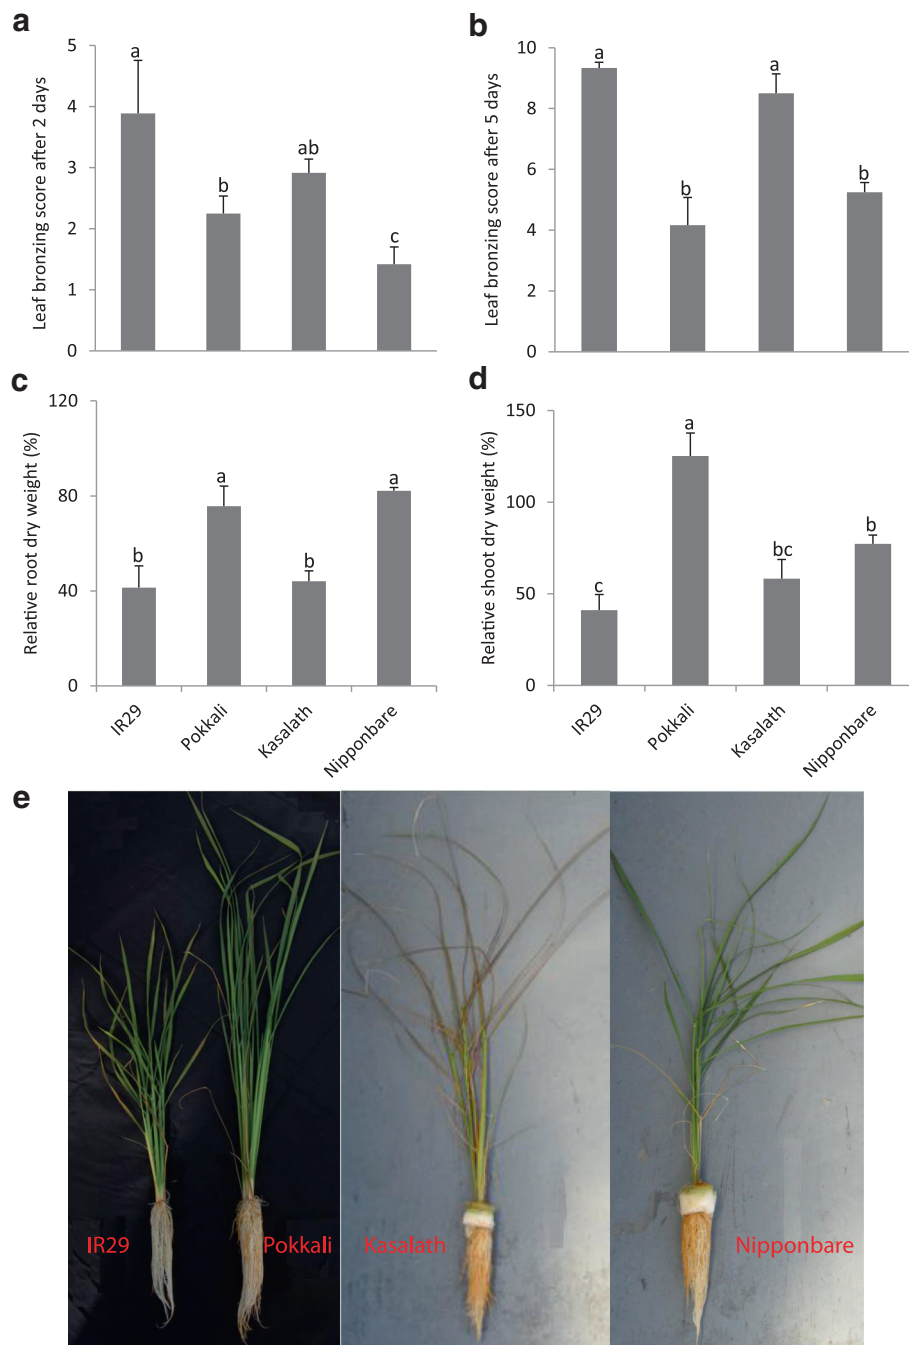 a
Leaf bronzing score after 2 days
5
4
3
2
1
0
a
b
ab
c
b
Leaf bronzing score after 5 days
10
8
6
4
2
0
a
b
a
b
c
Relative root dry weight (%)
120
80
40
0
b
a
b
a
IR29
Pokkali
Kasalath
Nipponbare
d
Relative shoot dry weight (%)
150
100
50
0
c
a
bc
b
IR29
Pokkali
Kasalath
Nipponbare
e
IR29
Pokkali
Kasalath
Nipponbare